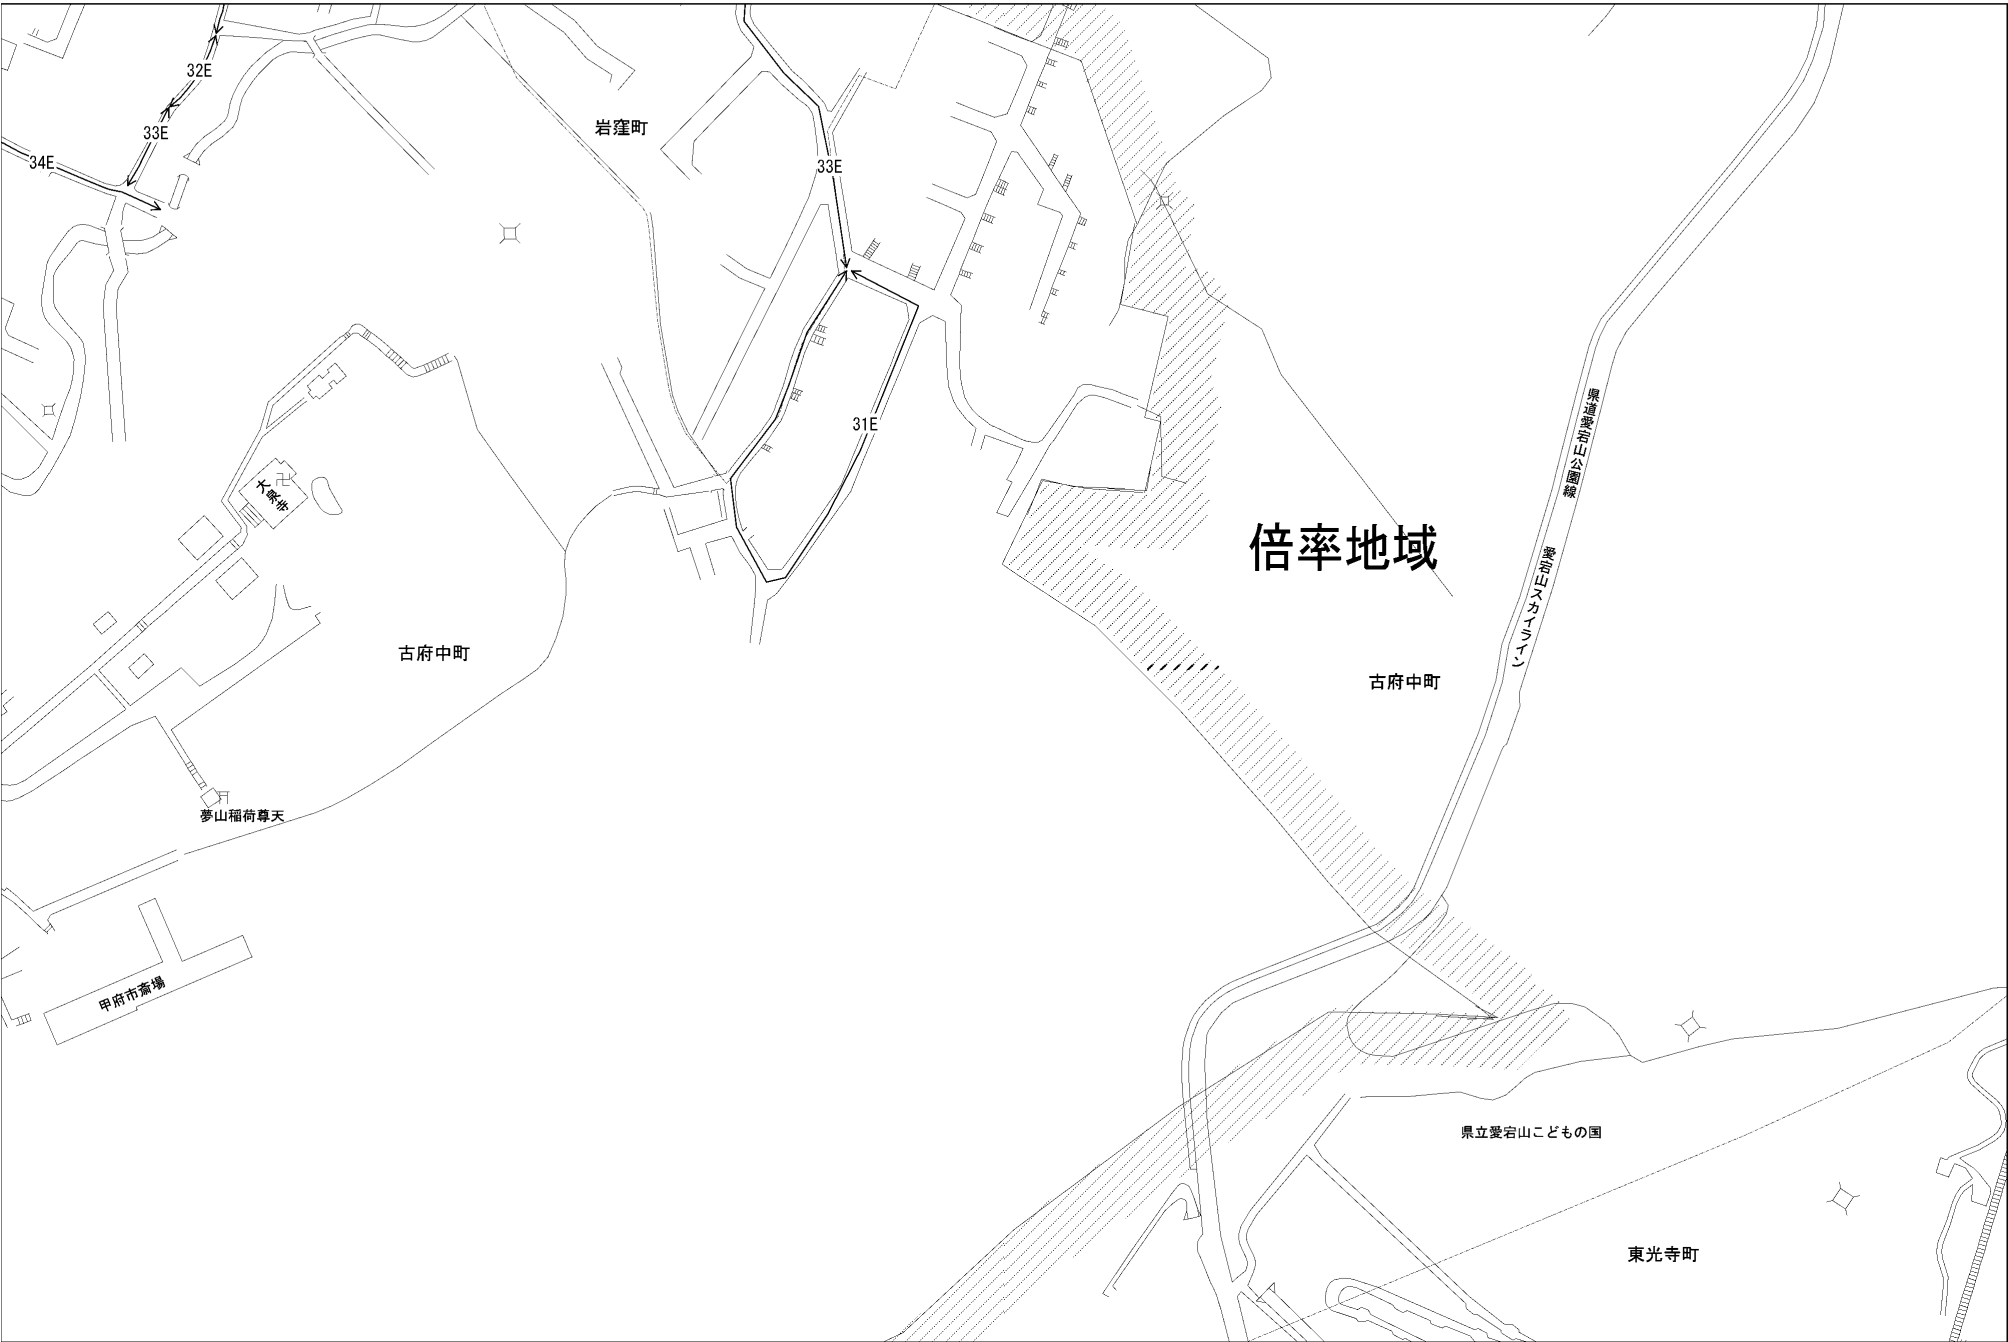 32E
33E
34E
岩窪町
33E
31E
県道愛宕山公園線
大泉寺
倍率地域
愛宕山スカイライン
古府中町
古府中町
夢山稲荷尊天
甲府市斎場
県立愛宕山こどもの国
東光寺町